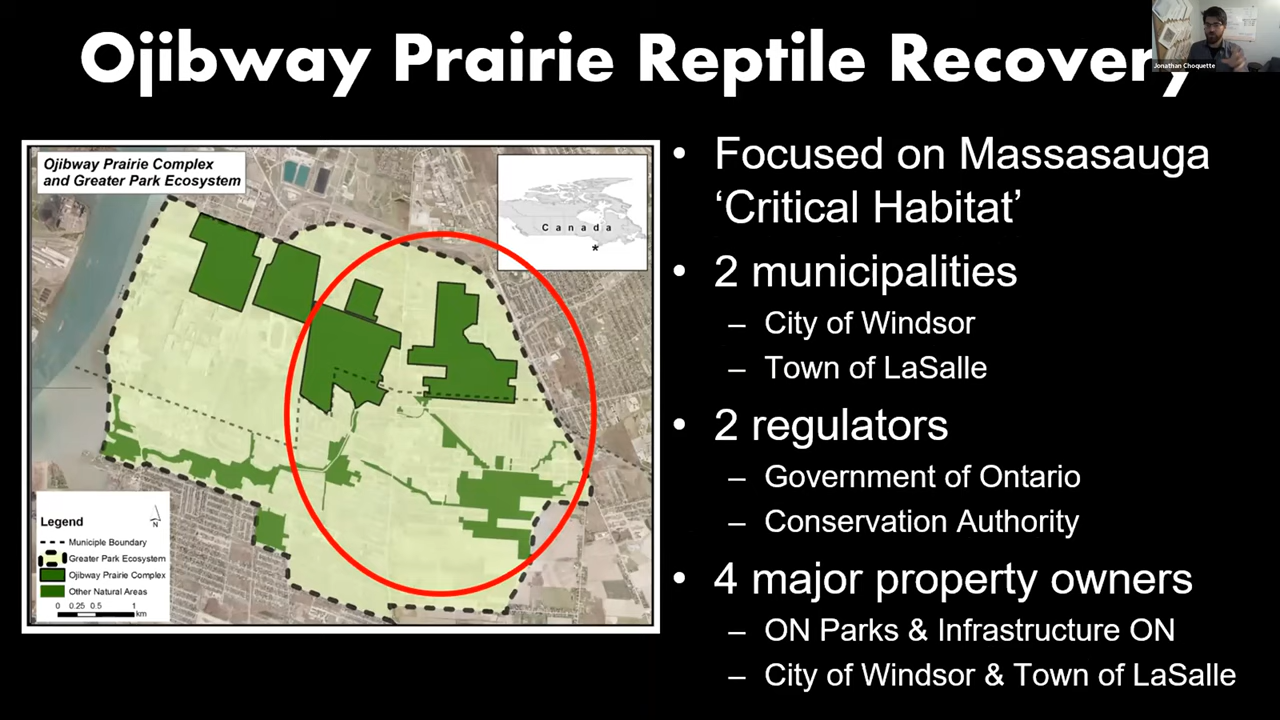 Ojibway Prairie Reptile Recovery
Jonathan Choquette
Ojibway Prairie Complex
and Greater Park Ecosystem
Canada
*
Legend
N
Municiple Boundary
Greater Park Ecosystem
Ojibway Prairie Complex
Other Natural Areas
0 0.25 0.5 1
km
• Focused on Massasauga
‘Critical Habitat’
• 2 municipalities
– City of Windsor
– Town of LaSalle
• 2 regulators
– Government of Ontario
– Conservation Authority
• 4 major property owners
– ON Parks & Infrastructure ON
– City of Windsor & Town of LaSalle